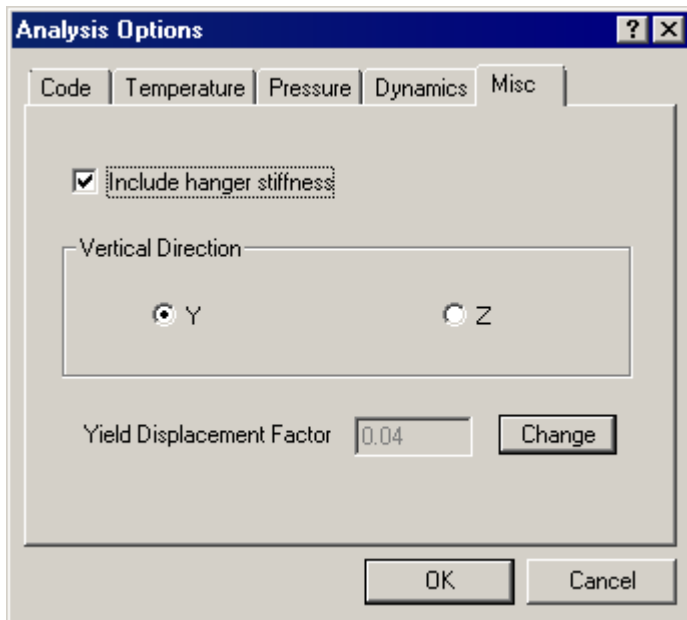 Analysis Options
Code Temperature Pressure Dynamics Misc
Include hanger stiffness
Vertical Direction
Y Z
Yield Displacement Factor 0.04 Change
OK Cancel